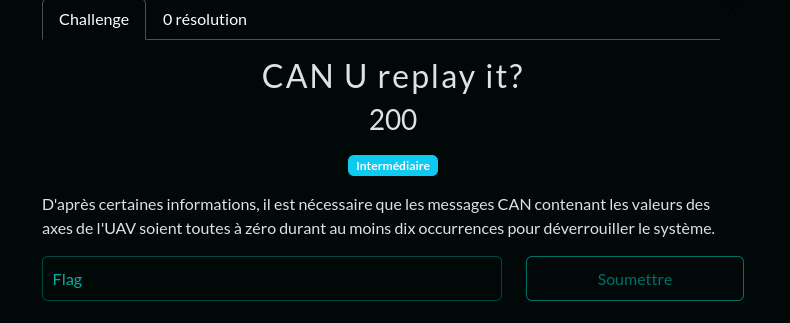 Challenge
0 résolution
CAN U replay it?
200
Intermédiaire
D'après certaines informations, il est nécessaire que les messages CAN contenant les valeurs des
axes de l'UAV soient toutes à zéro durant au moins dix occurrences pour déverrouiller le système.
Flag
Soumettre